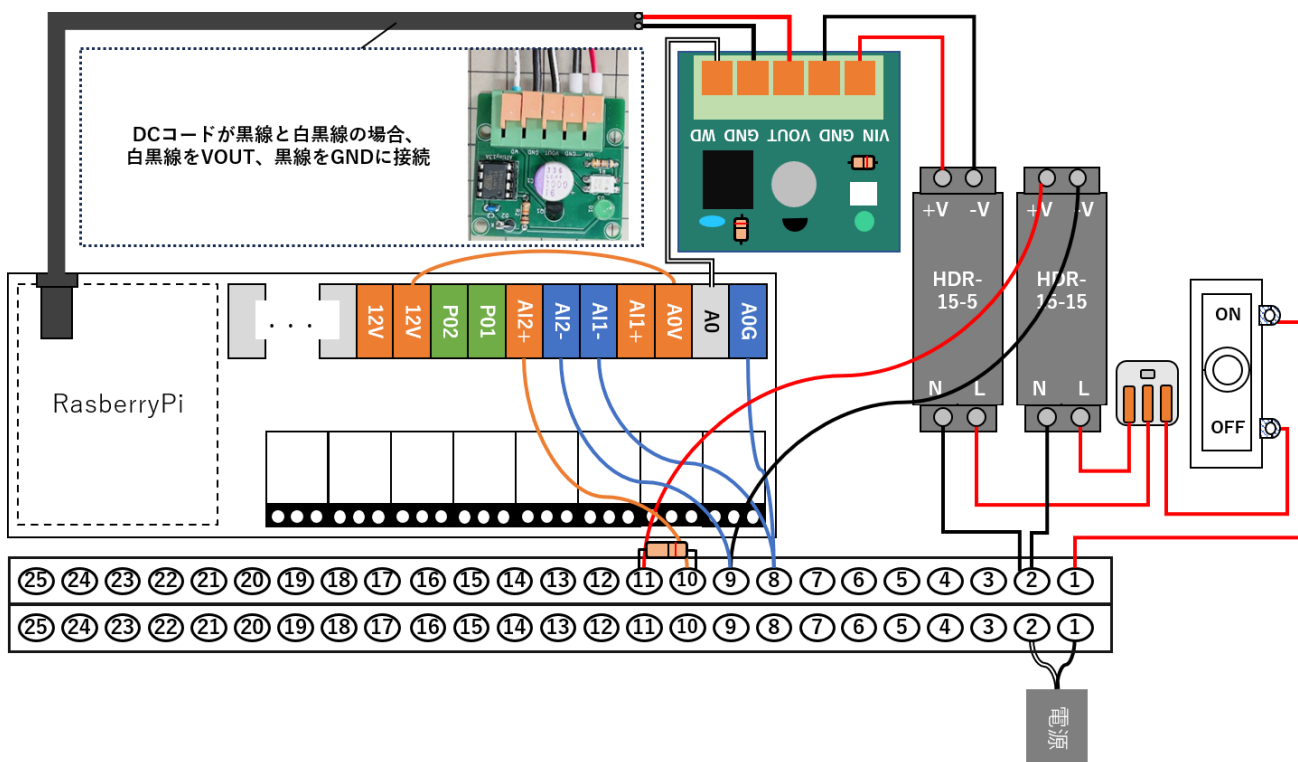 DCコードが黒線と白黒線の場合、
白黒線をVOUT、黒線をGNDに接続
WD GND VOUT GND VIN
+V -V
+V -V
HDR-
15-5
HDR-
15-15
N L
N L
ON
OFF
RasberryPi
...
12V 12V P02 P01 AI2+ AI2- AI1- AI1+ A0V A0 A0G
25 24 23 22 21 20 19 18 17 16 15 14 13 12 11 10 9 8 7 6 5 4 3 2 1
25 24 23 22 21 20 19 18 17 16 15 14 13 12 11 10 9 8 7 6 5 4 3 2 1
電源